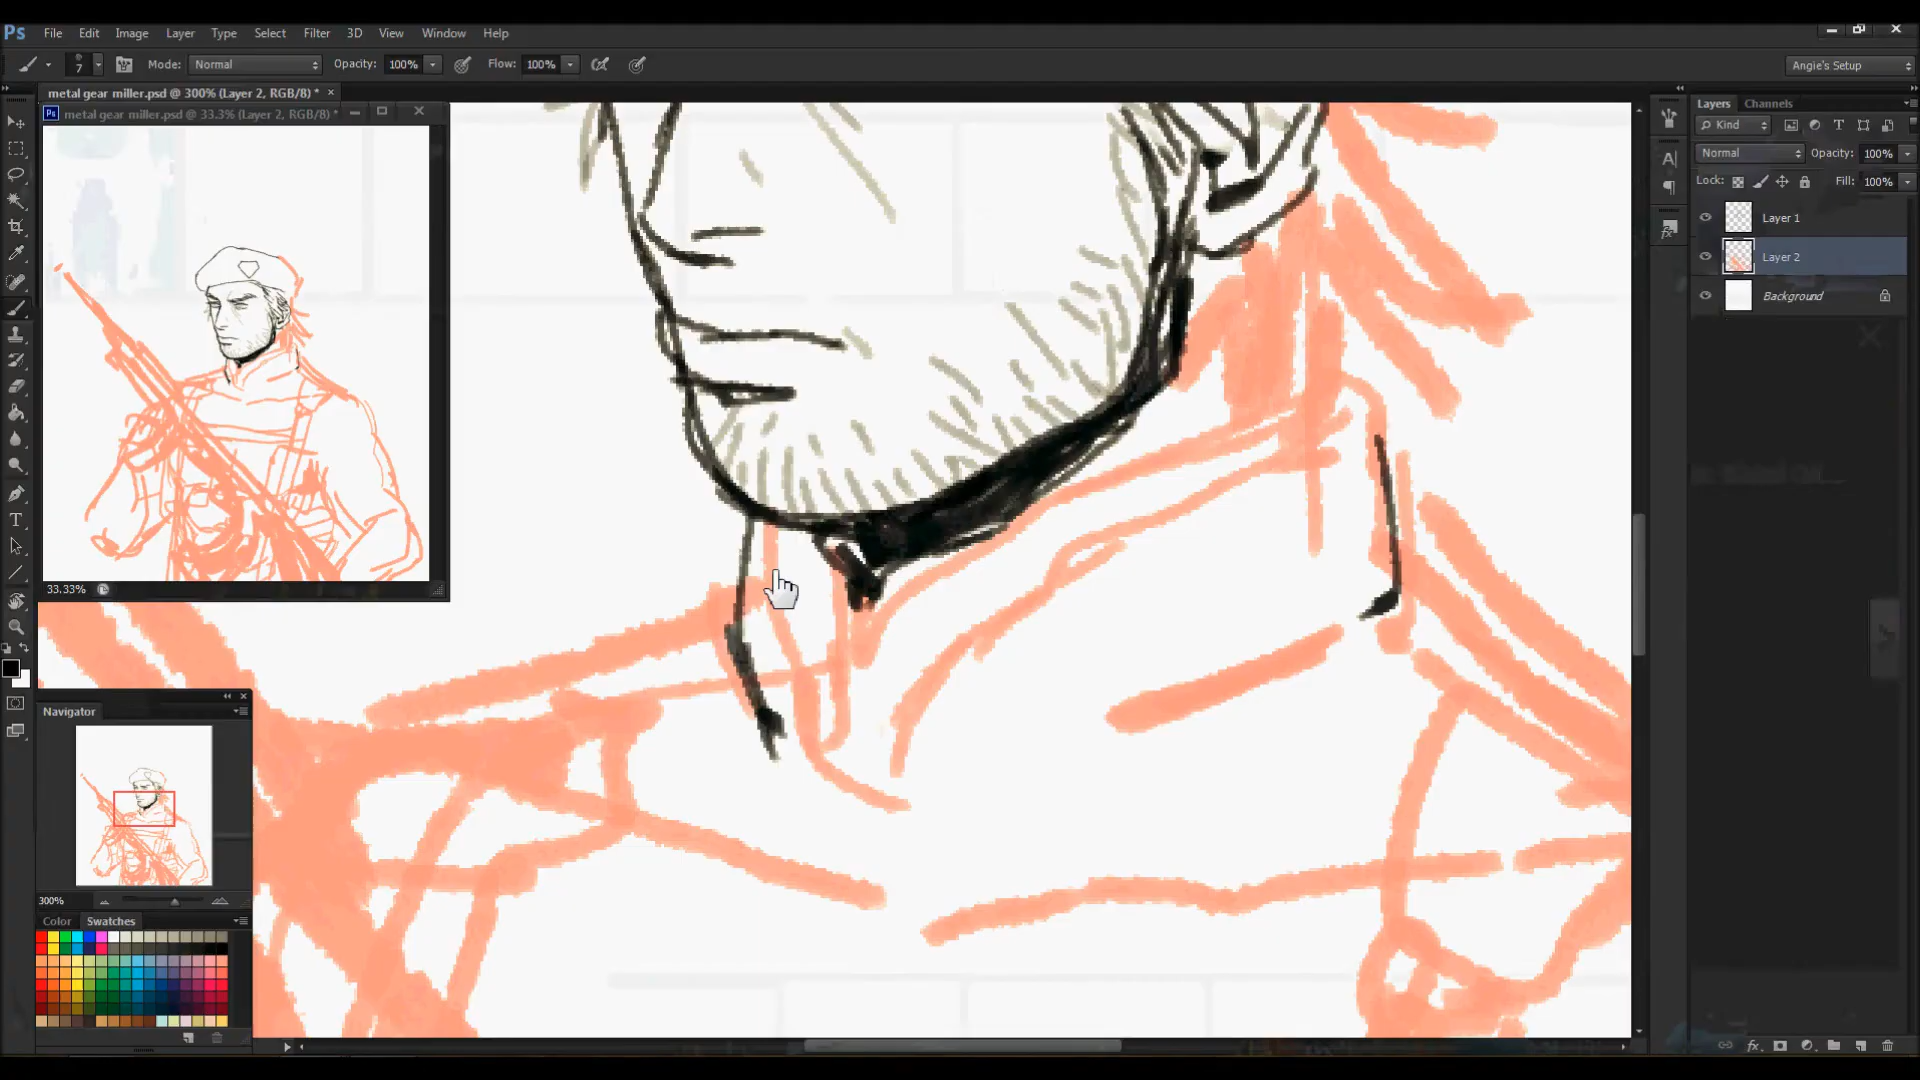 Ps File Edit Image Layer Type Select Filter 3D View Window Help
7 Mode: Normal Opacity: 100% Flow: 100% Angie's Setup
metal gear miller.psd @ 300% (Layer 2, RGB/8) * ×
Ps metal gear miller.psd @ 33.3% (Layer 2, RGB/8) *
33.33%
Navigator
300%
Color Swatches
Layers Channels
Kind
Normal Opacity: 100%
Lock: Fill: 100%
Layer 1
Layer 2
Background